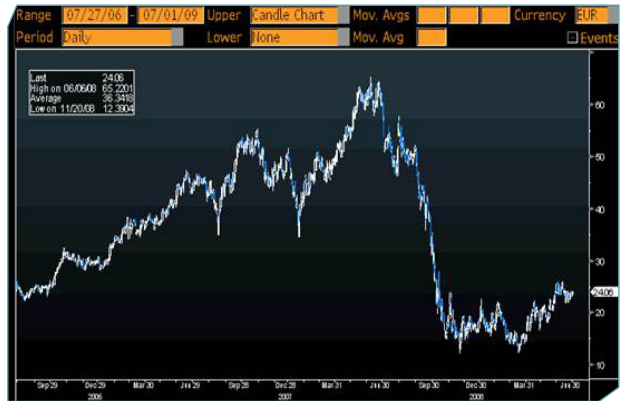 Range 07/27/06 - 07/01/09 Upper Candle Chart Mov. Avgs Currency EUR
Period Daily Lower None Mov. Avg Events
Last 24.06
High on 06/06/08 65.2201
Average 36.3418
Low on 11/20/08 12.3904
60
50
40
30
24.06
20
10
Sep 29 Dec 29 Mar 30 Jun 29 Sep 28 Dec 28 Mar 31 Jun 30 Sep 30 Dec 31 Mar 31 Jun 30
2006 2007 2008